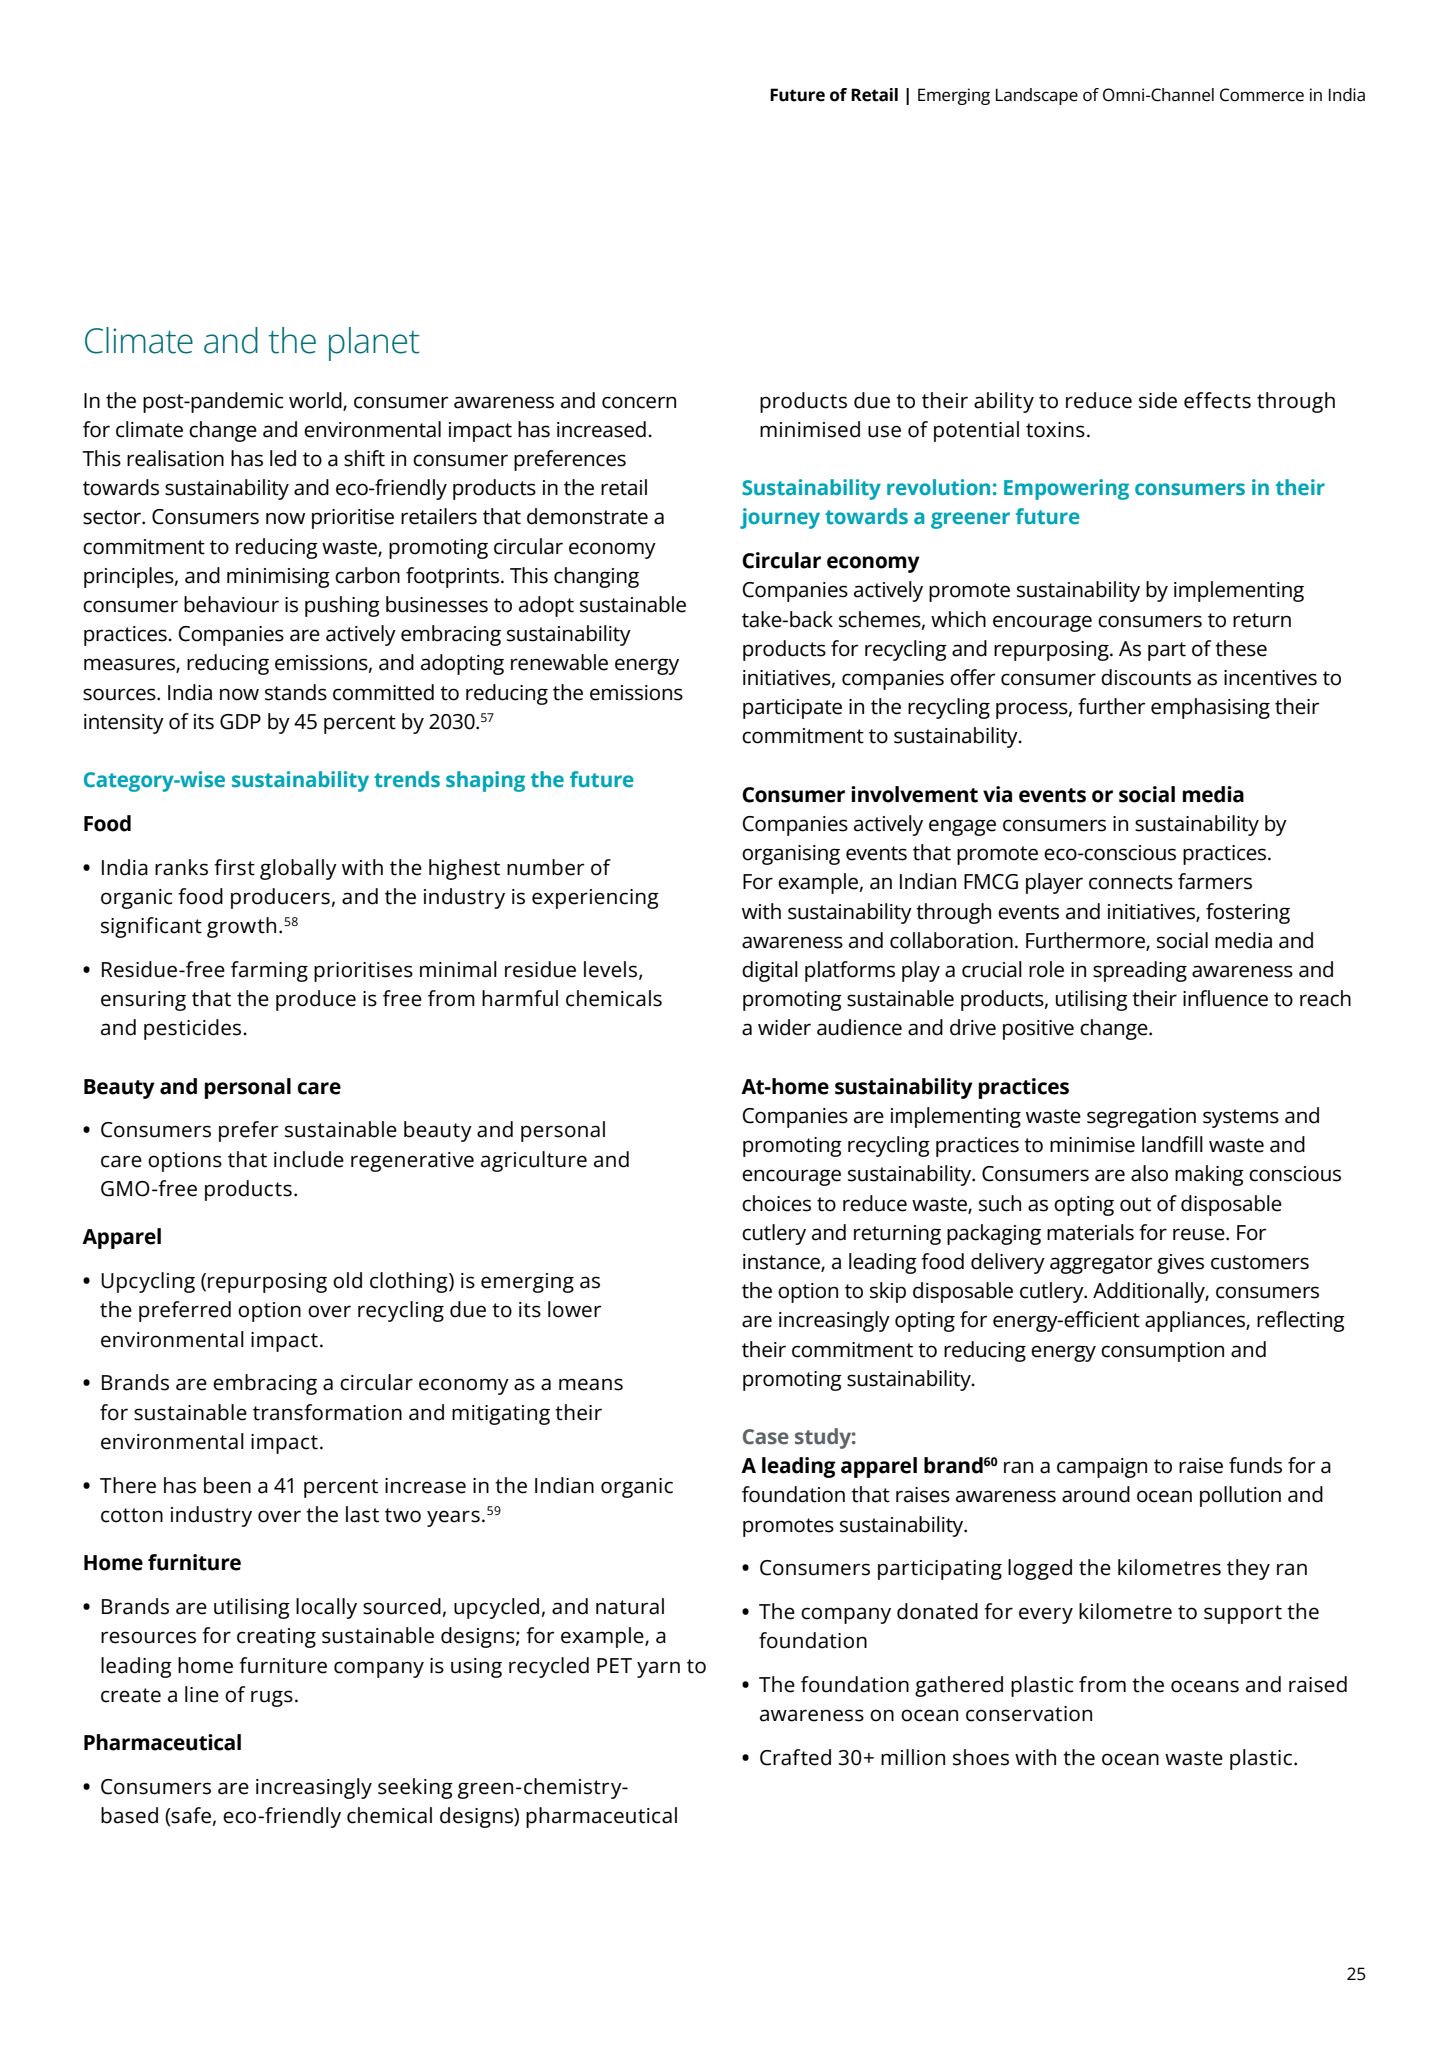 Future of Retail | Emerging Landscape of Omni-Channel Commerce in India
Climate and the planet
In the post-pandemic world, consumer awareness and concern
for climate change and environmental impact has increased.
This realisation has led to a shift in consumer preferences
towards sustainability and eco-friendly products in the retail
sector. Consumers now prioritise retailers that demonstrate a
commitment to reducing waste, promoting circular economy
principles, and minimising carbon footprints. This changing
consumer behaviour is pushing businesses to adopt sustainable
practices. Companies are actively embracing sustainability
measures, reducing emissions, and adopting renewable energy
sources. India now stands committed to reducing the emissions
intensity of its GDP by 45 percent by 2030.57
Category-wise sustainability trends shaping the future
Food
• India ranks first globally with the highest number of
organic food producers, and the industry is experiencing
significant growth.58
• Residue-free farming prioritises minimal residue levels,
ensuring that the produce is free from harmful chemicals
and pesticides.
Beauty and personal care
• Consumers prefer sustainable beauty and personal
care options that include regenerative agriculture and
GMO-free products.
Apparel
• Upcycling (repurposing old clothing) is emerging as
the preferred option over recycling due to its lower
environmental impact.
• Brands are embracing a circular economy as a means
for sustainable transformation and mitigating their
environmental impact.
• There has been a 41 percent increase in the Indian organic
cotton industry over the last two years.59
Home furniture
• Brands are utilising locally sourced, upcycled, and natural
resources for creating sustainable designs; for example, a
leading home furniture company is using recycled PET yarn to
create a line of rugs.
Pharmaceutical
• Consumers are increasingly seeking green-chemistry-
based (safe, eco-friendly chemical designs) pharmaceutical
products due to their ability to reduce side effects through
minimised use of potential toxins.
Sustainability revolution: Empowering consumers in their
journey towards a greener future
Circular economy
Companies actively promote sustainability by implementing
take-back schemes, which encourage consumers to return
products for recycling and repurposing. As part of these
initiatives, companies offer consumer discounts as incentives to
participate in the recycling process, further emphasising their
commitment to sustainability.
Consumer involvement via events or social media
Companies actively engage consumers in sustainability by
organising events that promote eco-conscious practices.
For example, an Indian FMCG player connects farmers
with sustainability through events and initiatives, fostering
awareness and collaboration. Furthermore, social media and
digital platforms play a crucial role in spreading awareness and
promoting sustainable products, utilising their influence to reach
a wider audience and drive positive change.
At-home sustainability practices
Companies are implementing waste segregation systems and
promoting recycling practices to minimise landfill waste and
encourage sustainability. Consumers are also making conscious
choices to reduce waste, such as opting out of disposable
cutlery and returning packaging materials for reuse. For
instance, a leading food delivery aggregator gives customers
the option to skip disposable cutlery. Additionally, consumers
are increasingly opting for energy-efficient appliances, reflecting
their commitment to reducing energy consumption and
promoting sustainability.
Case study:
A leading apparel brand60 ran a campaign to raise funds for a
foundation that raises awareness around ocean pollution and
promotes sustainability.
• Consumers participating logged the kilometres they ran
• The company donated for every kilometre to support the
foundation
• The foundation gathered plastic from the oceans and raised
awareness on ocean conservation
• Crafted 30+ million shoes with the ocean waste plastic.
25